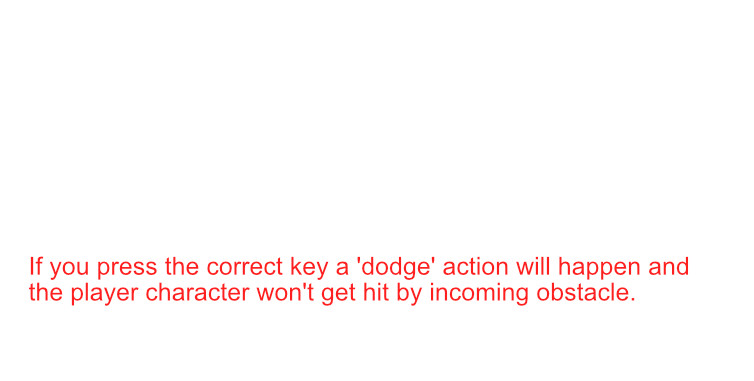 If you press the correct key a 'dodge' action will happen and
the player character won't get hit by incoming obstacle.